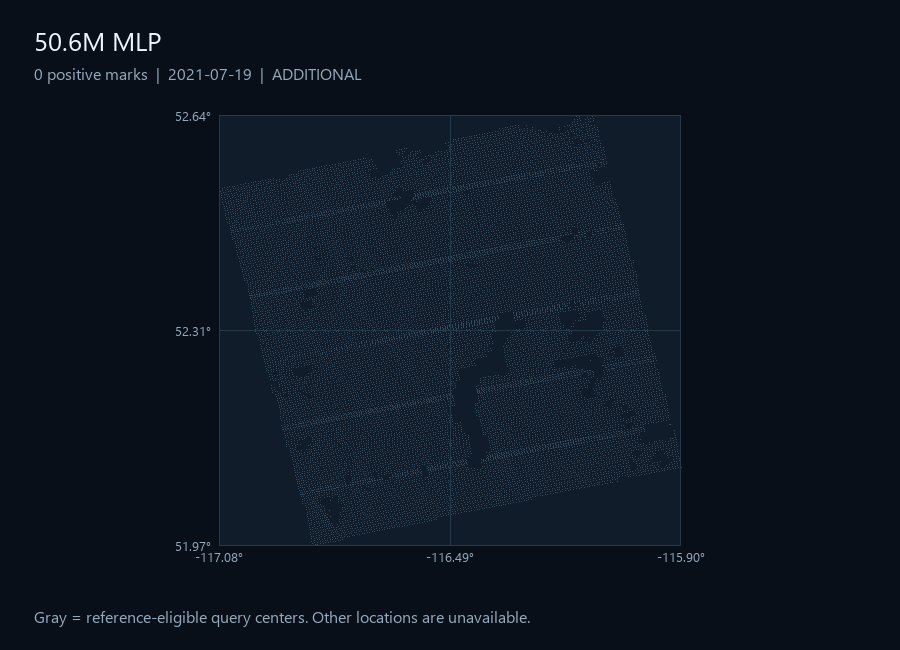 50.6M MLP
0 positive marks | 2021-07-19 | ADDITIONAL
52.64°
52.31°
51.97°
-117.08°
-116.49°
-115.90°
Gray = reference-eligible query centers. Other locations are unavailable.